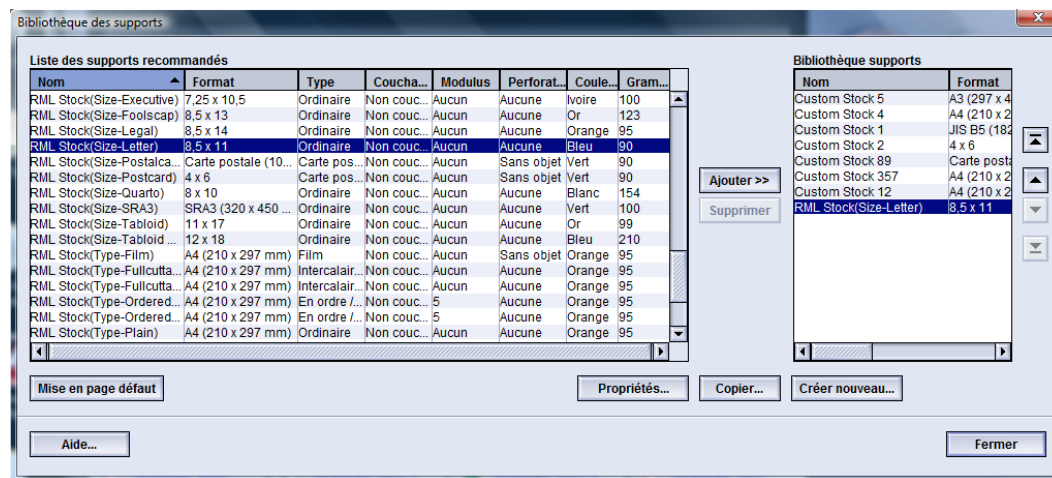 Bibliothèque des supports
Liste des supports recommandés
Nom Format Type Coucha... Modulus Perforat... Coule... Gram...
RML Stock(Size-Executive) 7,25 x 10,5 Ordinaire Non couc... Aucun Aucune Ivoire 100
RML Stock(Size-Foolscap) 8,5 x 13 Ordinaire Non couc... Aucun Aucune Or 123
RML Stock(Size-Legal) 8,5 x 14 Ordinaire Non couc... Aucun Aucune Orange 95
RML Stock(Size-Letter) 8,5 x 11 Ordinaire Non couc... Aucun Aucune Bleu 90
RML Stock(Size-Postalca... Carte postale (10... Carte pos... Non couc... Aucun Sans objet Vert 90
RML Stock(Size-Postcard) 4 x 6 Carte pos... Non couc... Aucun Sans objet Vert 90
RML Stock(Size-Quarto) 8 x 10 Ordinaire Non couc... Aucun Aucune Blanc 154
RML Stock(Size-SRA3) SRA3 (320 x 450 ... Ordinaire Non couc... Aucun Aucune Vert 100
RML Stock(Size-Tabloid) 11 x 17 Ordinaire Non couc... Aucun Aucune Or 99
RML Stock(Size-Tabloid ... 12 x 18 Ordinaire Non couc... Aucun Aucune Bleu 210
RML Stock(Type-Film) A4 (210 x 297 mm) Film Non couc... Aucun Sans objet Orange 95
RML Stock(Type-Fullcutta... A4 (210 x 297 mm) Intercalair... Non couc... Aucun Aucune Orange 95
RML Stock(Type-Fullcutta... A4 (210 x 297 mm) Intercalair... Non couc... Aucun Aucune Orange 95
RML Stock(Type-Ordered... A4 (210 x 297 mm) En ordre /... Non couc... 5 Aucune Orange 95
RML Stock(Type-Ordered... A4 (210 x 297 mm) En ordre /... Non couc... 5 Aucune Orange 95
RML Stock(Type-Plain) A4 (210 x 297 mm) Ordinaire Non couc... Aucun Aucune Orange 95
Ajouter >>
Supprimer
Bibliothèque supports
Nom Format
Custom Stock 5 A3 (297 x 4
Custom Stock 4 A4 (210 x 2
Custom Stock 1 JIS B5 (182
Custom Stock 2 4 x 6
Custom Stock 89 Carte posta
Custom Stock 357 A4 (210 x 2
Custom Stock 12 A4 (210 x 2
RML Stock(Size-Letter) 8,5 x 11
Mise en page défaut Propriétés... Copier... Créer nouveau...
Aide... Fermer